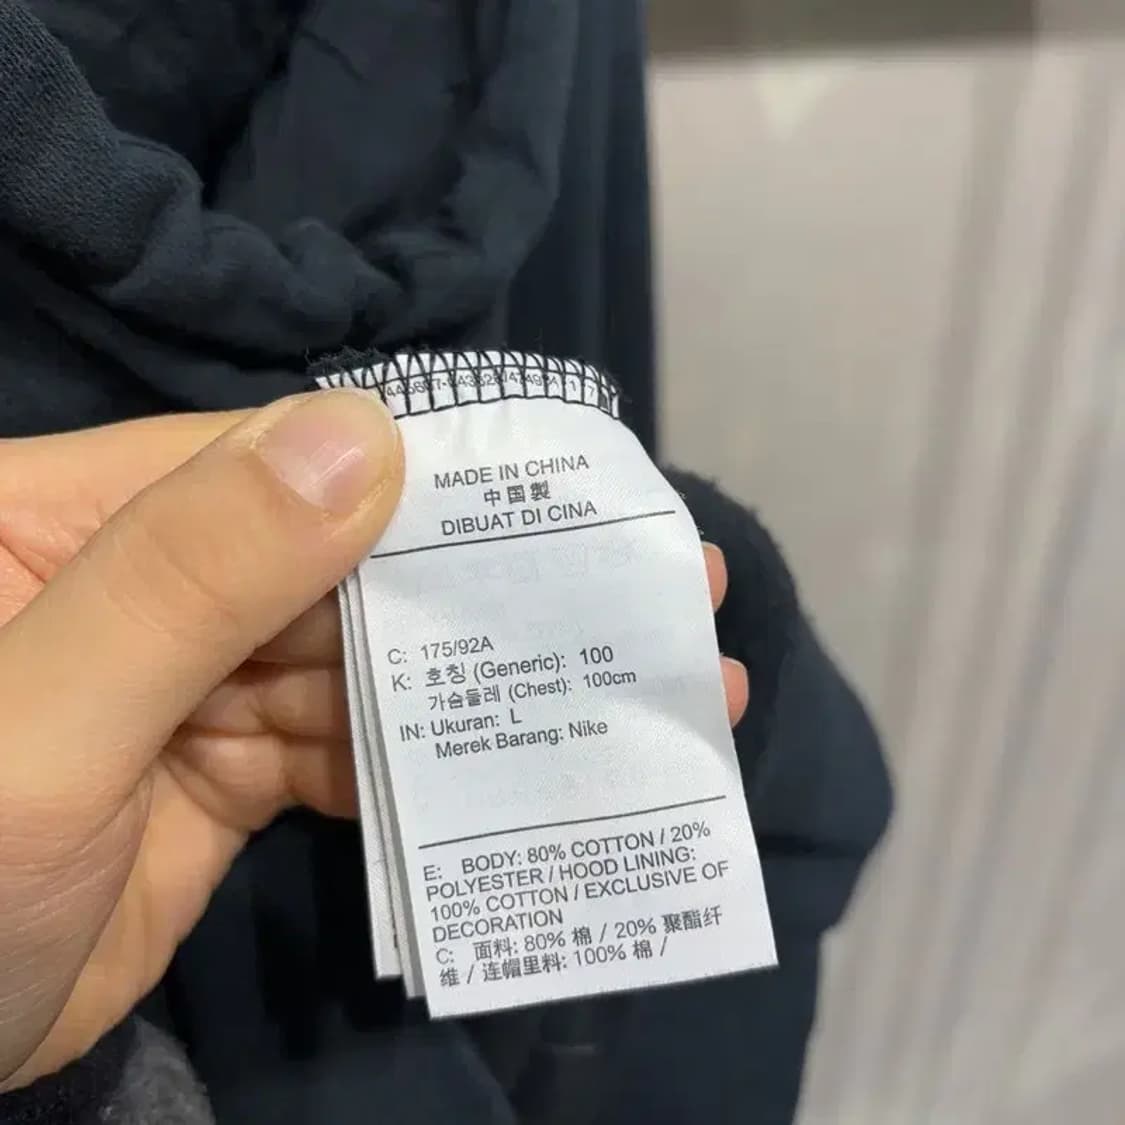 MADE IN CHINA
中国製
DIBUAT DI CINA
C: 175/92A
K: 호칭 (Generic): 100
가슴둘레 (Chest): 100cm
IN: Ukuran: L
Merek Barang: Nike
E: BODY: 80% COTTON / 20%
POLYESTER / HOOD LINING:
100% COTTON / EXCLUSIVE OF
DECORATION
C: 面料: 80% 棉 / 20% 聚酯纤
维 / 连帽里料: 100% 棉 /